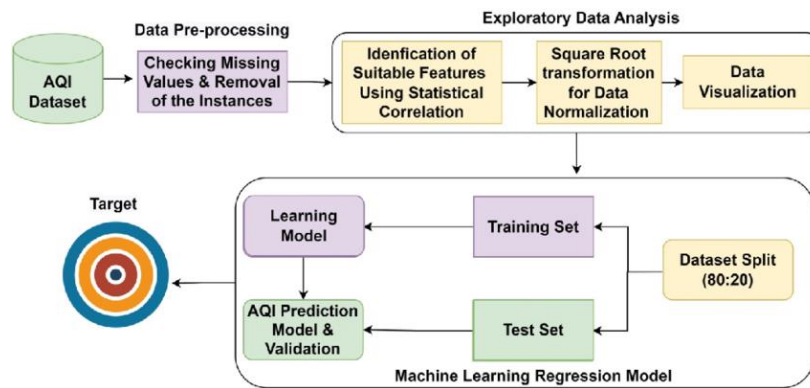 Exploratory Data Analysis
Data Pre-processing
AQI
Dataset
Checking Missing
Values & Removal
of the Instances
Idenfication of
Suitable Features
Using Statistical
Correlation
Square Root
transformation
for Data
Normalization
Data
Visualization
Target
Learning
Model
Training Set
Dataset Split
(80:20)
AQI Prediction
Model &
Validation
Test Set
Machine Learning Regression Model